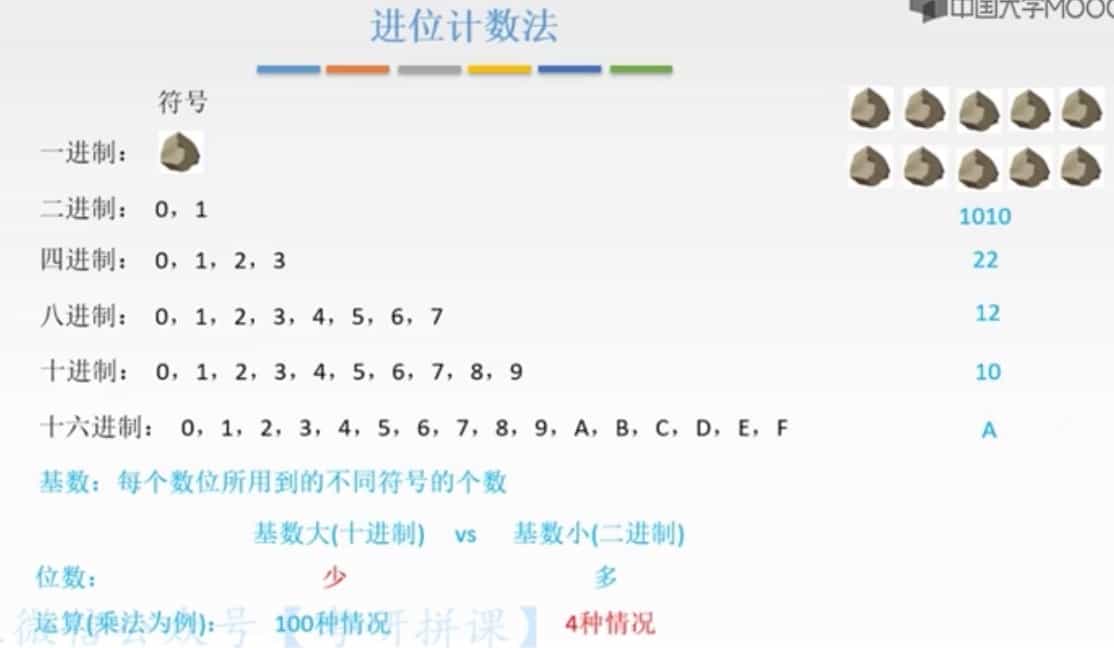 中国大学MOOC
进位计数法
符号
一进制：
二进制： 0，1 1010
四进制： 0，1，2，3 22
八进制： 0，1，2，3，4，5，6，7 12
十进制： 0，1，2，3，4，5，6，7，8，9 10
十六进制： 0，1，2，3，4，5，6，7，8，9，A，B，C，D，E，F A
基数：每个数位所用到的不同符号的个数
基数大(十进制) vs 基数小(二进制)
位数： 少 多
运算(乘法为例)： 100种情况 4种情况
微信公众号【考研拼课】